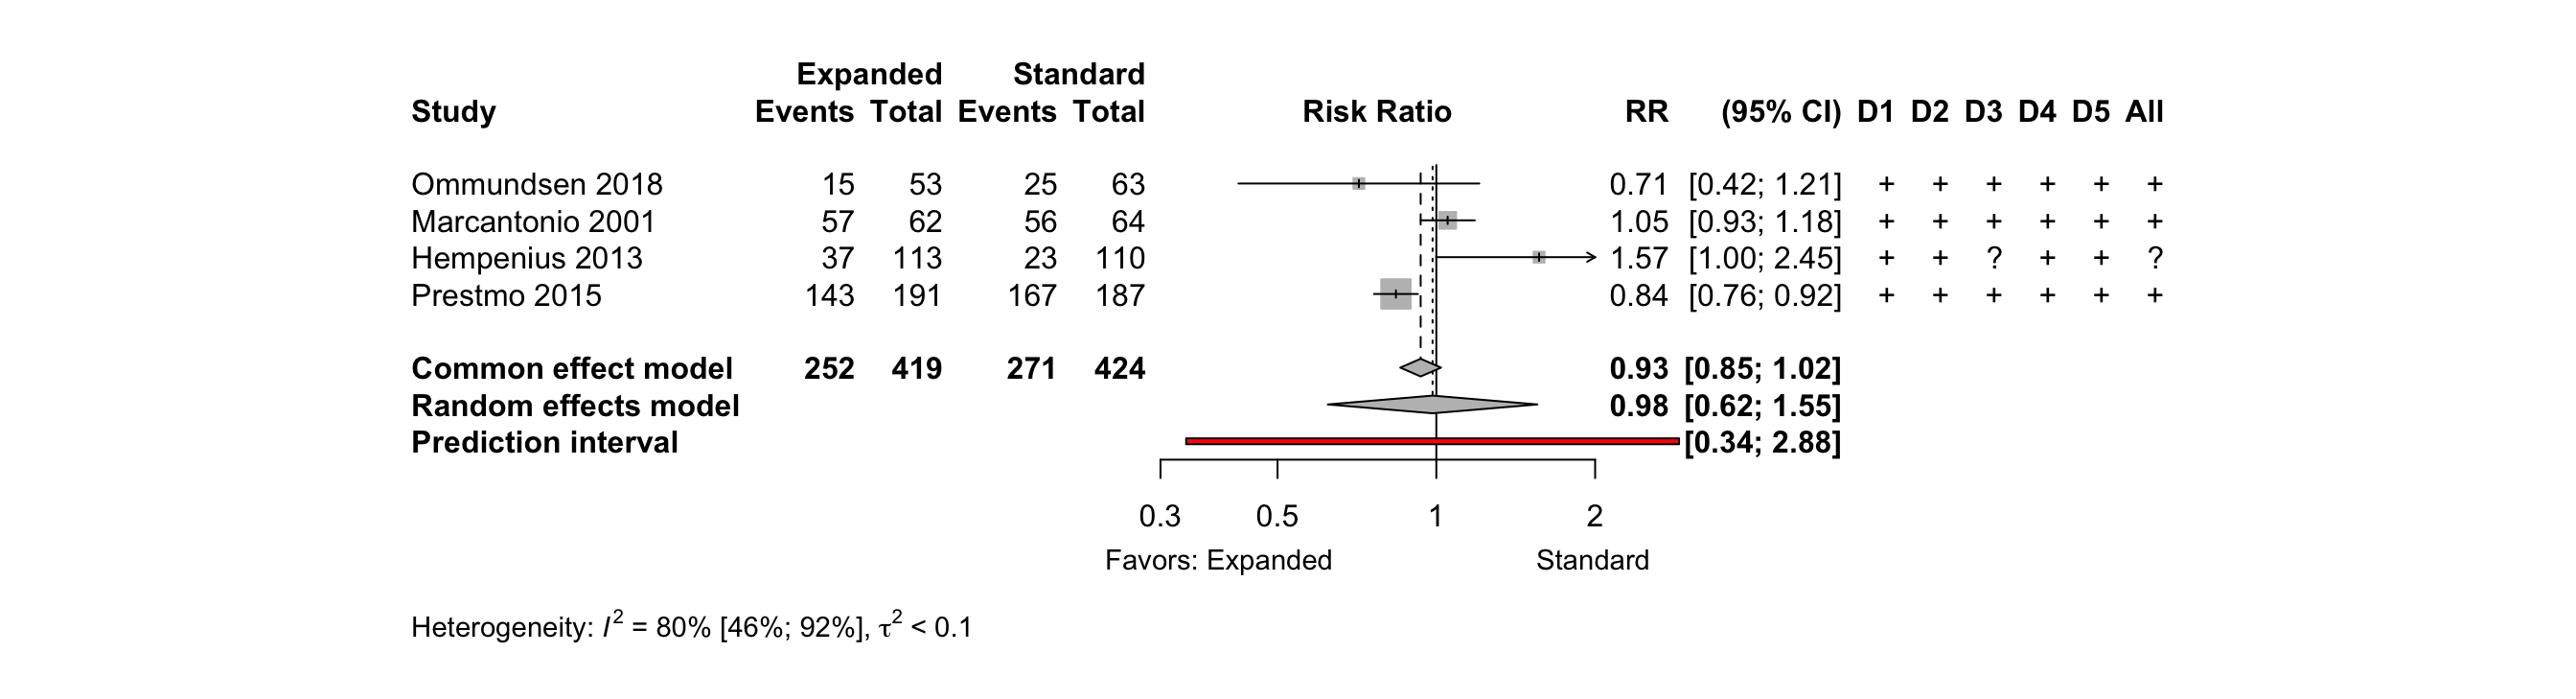 Expanded Standard
Study Events Total Events Total Risk Ratio RR (95% CI) D1 D2 D3 D4 D5 All
Ommundsen 2018 15 53 25 63 0.71 [0.42; 1.21] + + + + + +
Marcantonio 2001 57 62 56 64 1.05 [0.93; 1.18] + + + + + +
Hempenius 2013 37 113 23 110 1.57 [1.00; 2.45] + + ? + + ?
Prestmo 2015 143 191 167 187 0.84 [0.76; 0.92] + + + + + +
Common effect model 252 419 271 424 0.93 [0.85; 1.02]
Random effects model 0.98 [0.62; 1.55]
Prediction interval [0.34; 2.88]
0.3 0.5 1 2
Favors: Expanded Standard
Heterogeneity: I² = 80% [46%; 92%], τ² < 0.1